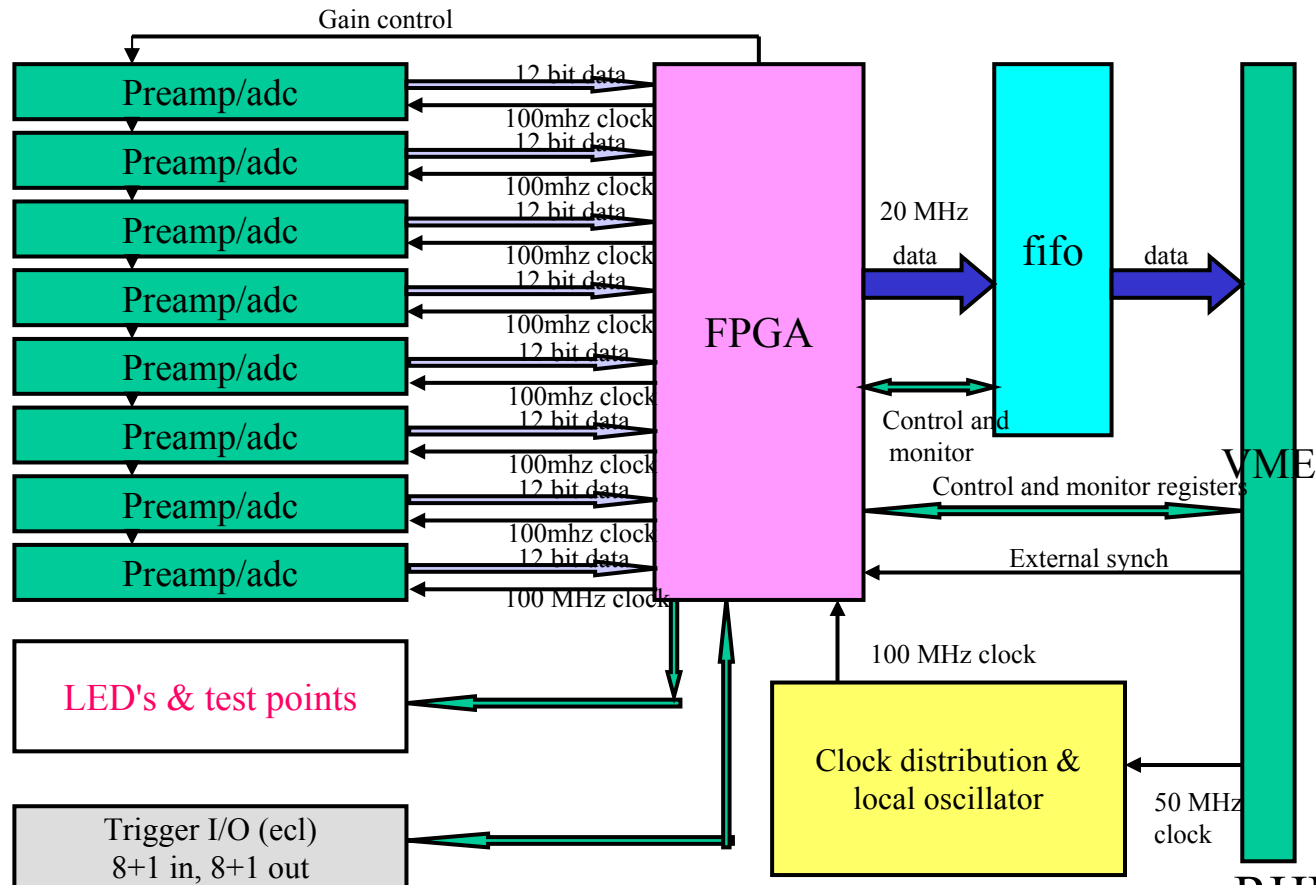 Gain control
Preamp/adc
12 bit data
100mhz clock
Preamp/adc
12 bit data
100mhz clock
Preamp/adc
12 bit data
100mhz clock
Preamp/adc
12 bit data
100mhz clock
Preamp/adc
12 bit data
100mhz clock
Preamp/adc
12 bit data
100mhz clock
Preamp/adc
12 bit data
100mhz clock
Preamp/adc
12 bit data
100 MHz clock
FPGA
20 MHz
data
fifo
data
Control and
monitor
VME
Control and monitor registers
External synch
100 MHz clock
LED's & test points
Clock distribution &
local oscillator
50 MHz
clock
Trigger I/O (ecl)
8+1 in, 8+1 out